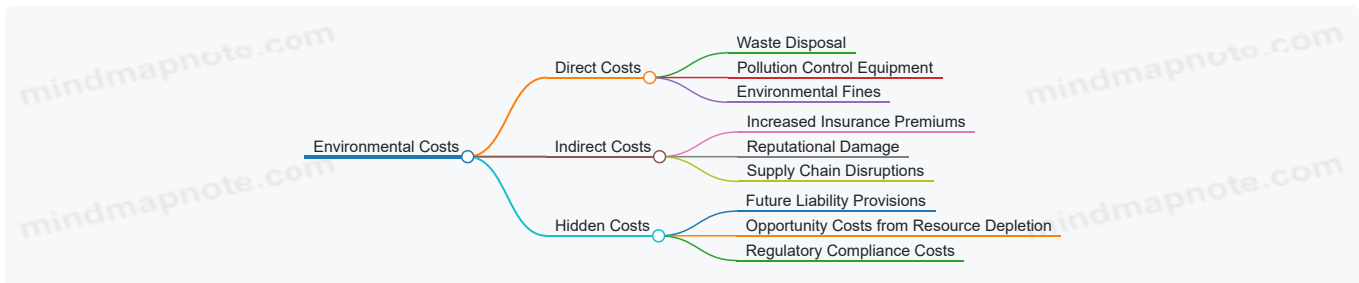 mindmapnote.com
mindmapnote.com
Waste Disposal
Direct Costs
Pollution Control Equipment
Environmental Fines
Increased Insurance Premiums
Environmental Costs
Indirect Costs
Reputational Damage
Supply Chain Disruptions
mindmapnote.com
mindmapnote.com
Future Liability Provisions
Hidden Costs
Opportunity Costs from Resource Depletion
Regulatory Compliance Costs